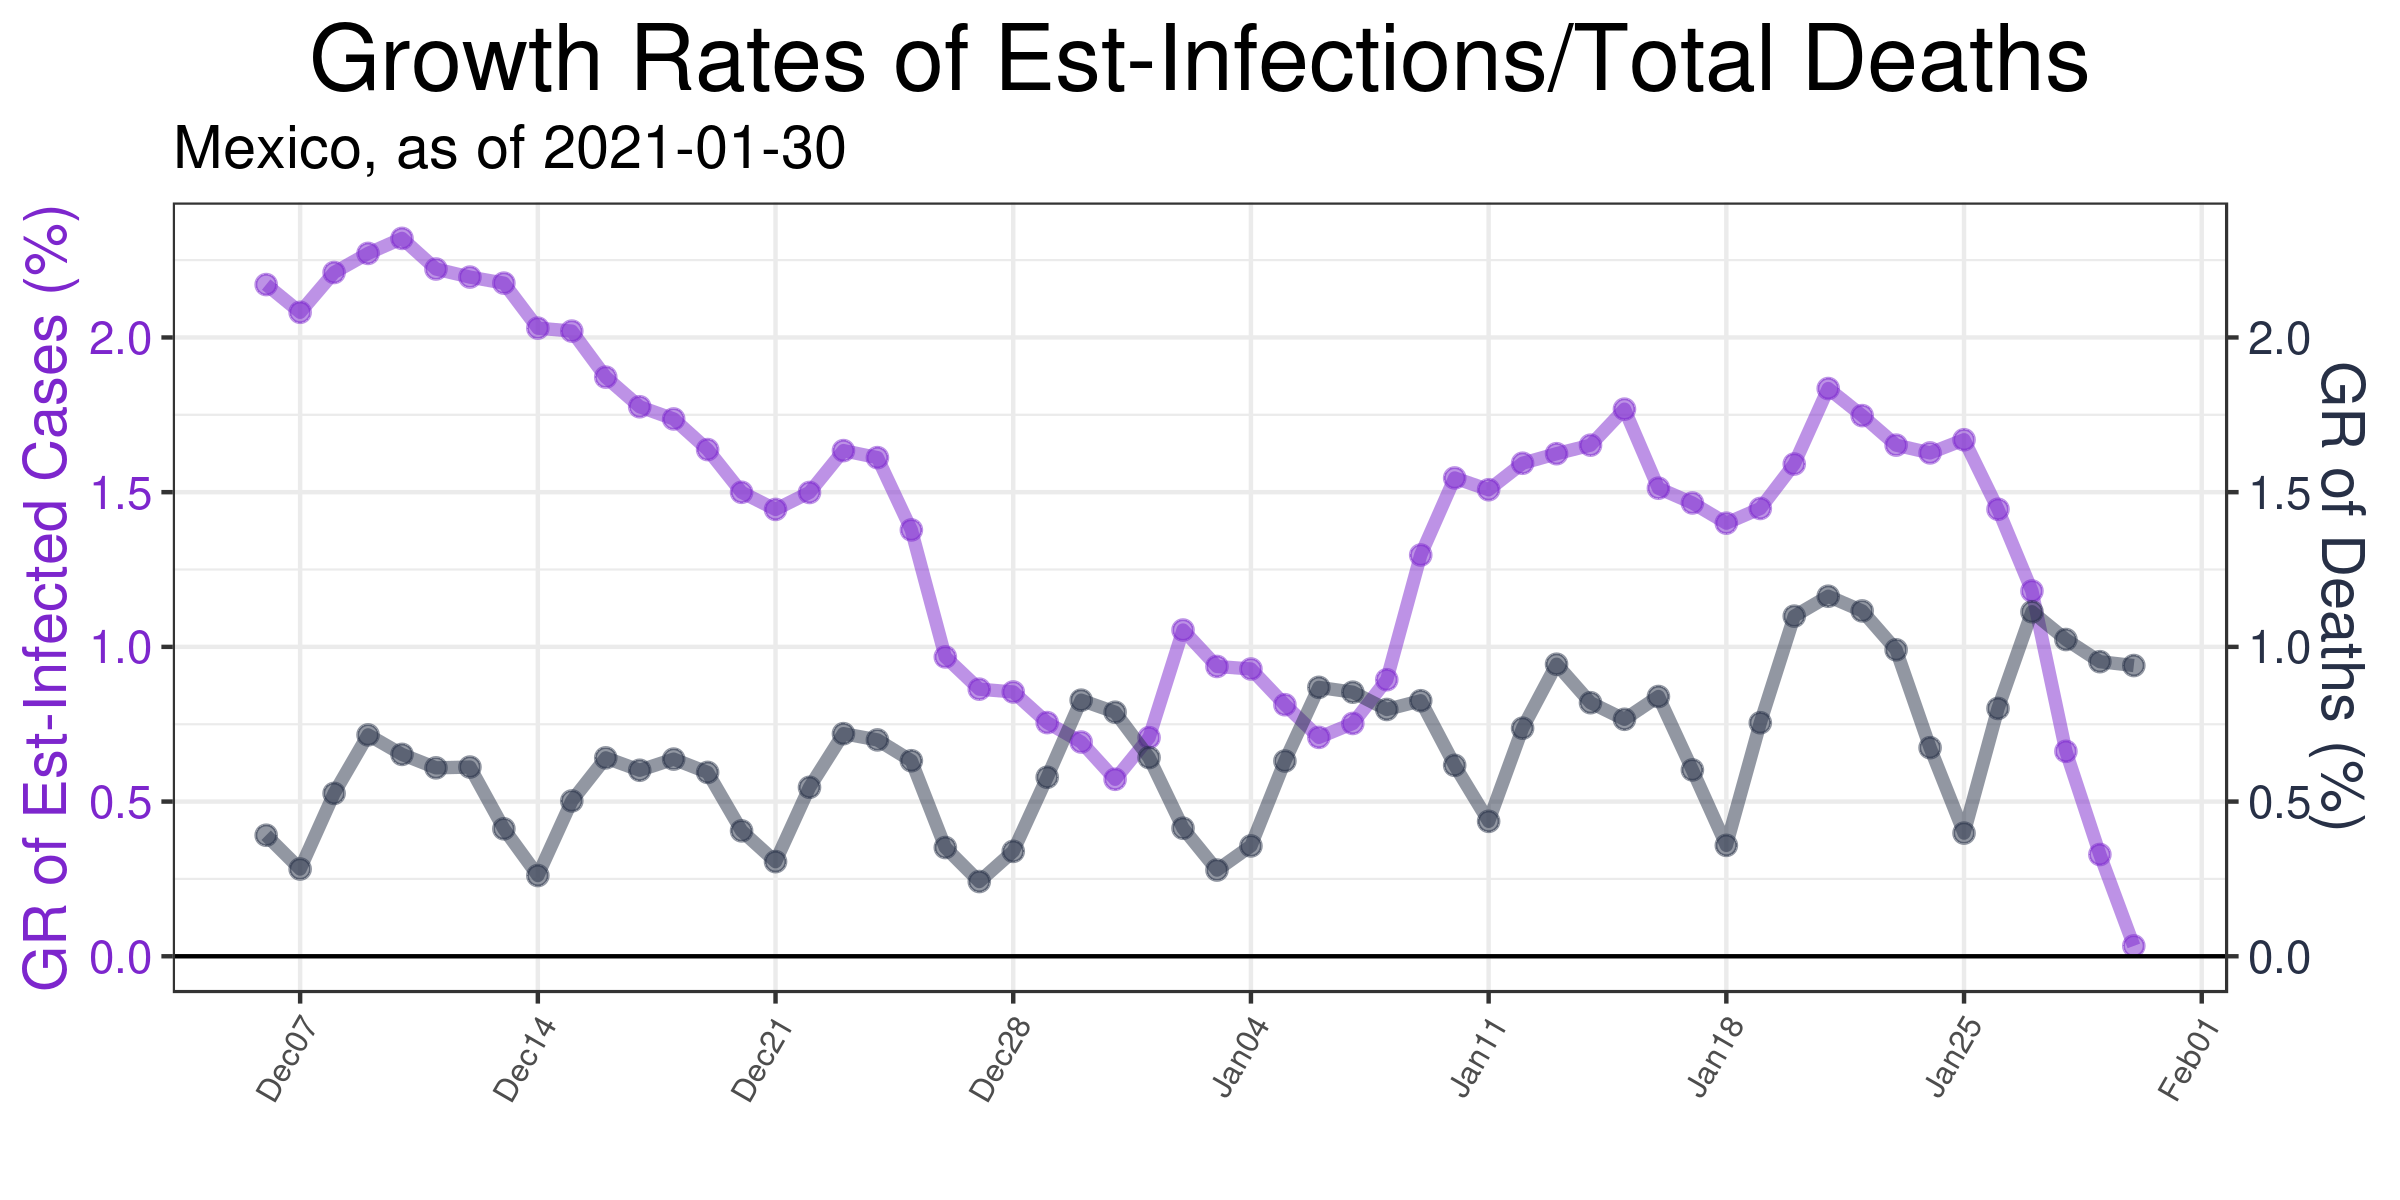 Growth Rates of Est-Infections/Total Deaths
Mexico, as of 2021-01-30
GR of Est-Infected Cases (%)
2.0
1.5
1.0
0.5
0.0
2.0
1.5
1.0
0.5
0.0
GR of Deaths (%)
Dec07
Dec14
Dec21
Dec28
Jan04
Jan11
Jan18
Jan25
Feb01